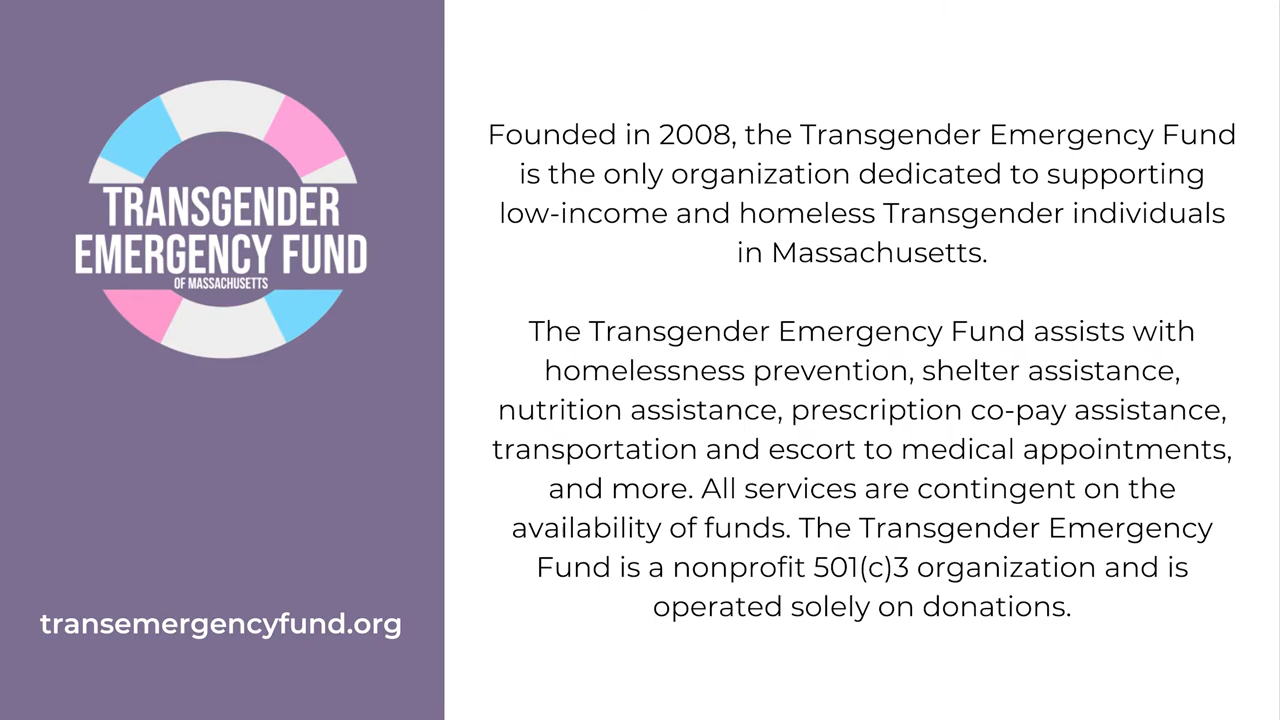 TRANSGENDER
EMERGENCY FUND
OF MASSACHUSETTS
transemergencyfund.org
Founded in 2008, the Transgender Emergency Fund
is the only organization dedicated to supporting
low-income and homeless Transgender individuals
in Massachusetts.
The Transgender Emergency Fund assists with
homelessness prevention, shelter assistance,
nutrition assistance, prescription co-pay assistance,
transportation and escort to medical appointments,
and more. All services are contingent on the
availability of funds. The Transgender Emergency
Fund is a nonprofit 501(c)3 organization and is
operated solely on donations.